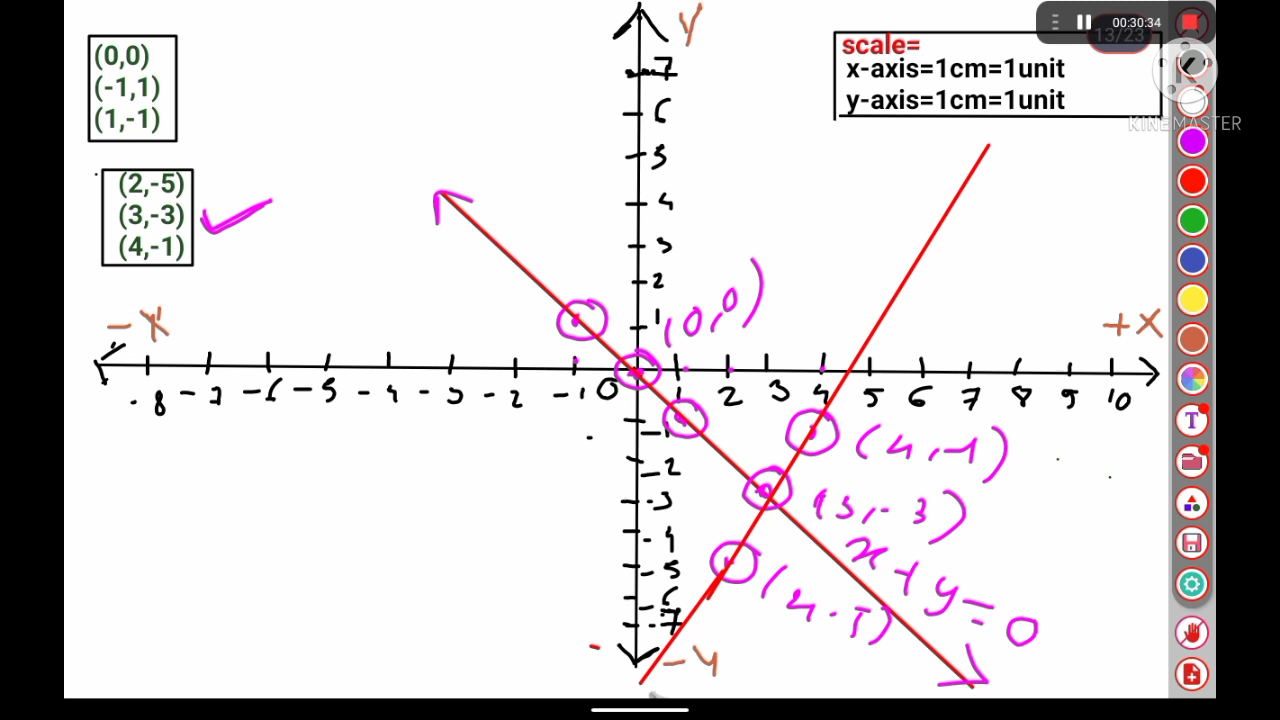 00:30:34
13/23
Y
scale=
x-axis=1cm=1unit
y-axis=1cm=1unit
KINEMASTER
K
(0,0)
(-1,1)
(1,-1)
(2,-5)
(3,-3)
(4,-1)
7
6
5
4
3
2
1
(0,0)
-X
+X
-8 -7 -6 -5 -4 -3 -2 -1 0 1 2 3 4 5 6 7 8 9 10
-1
-2
-3
-4
-5
-6
-7
(4,-1)
(3,-3)
x+y=0
-Y
T